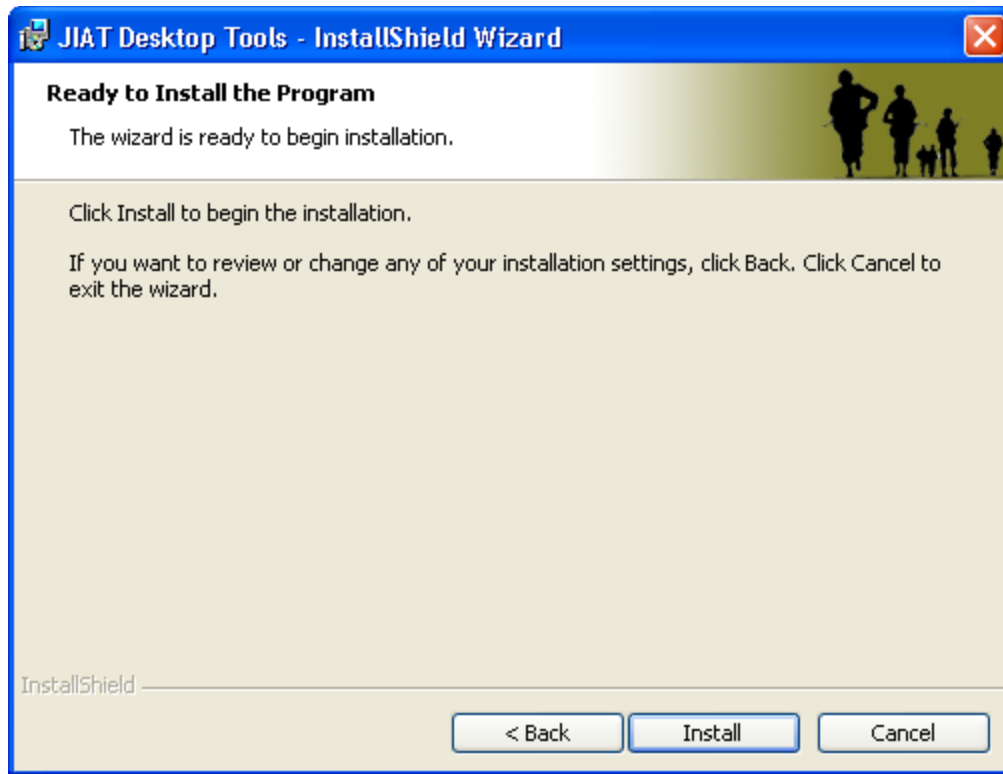 JIAT Desktop Tools - InstallShield Wizard
Ready to Install the Program
The wizard is ready to begin installation.
Click Install to begin the installation.
If you want to review or change any of your installation settings, click Back. Click Cancel to
exit the wizard.
InstallShield
< Back
Install
Cancel